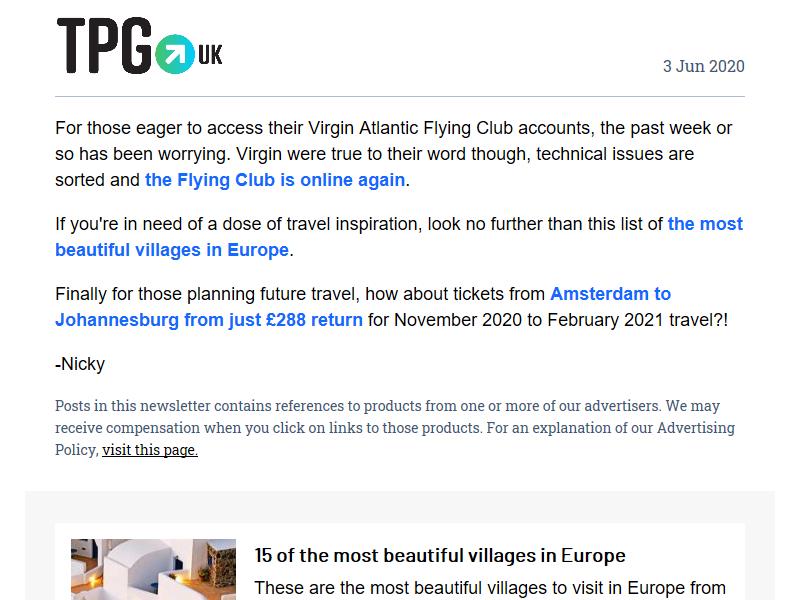 TPG UK
3 Jun 2020
For those eager to access their Virgin Atlantic Flying Club accounts, the past week or
so has been worrying. Virgin were true to their word though, technical issues are
sorted and the Flying Club is online again.
If you're in need of a dose of travel inspiration, look no further than this list of the most
beautiful villages in Europe.
Finally for those planning future travel, how about tickets from Amsterdam to
Johannesburg from just £288 return for November 2020 to February 2021 travel?!
-Nicky
Posts in this newsletter contains references to products from one or more of our advertisers. We may
receive compensation when you click on links to those products. For an explanation of our Advertising
Policy, visit this page.
15 of the most beautiful villages in Europe
These are the most beautiful villages to visit in Europe from